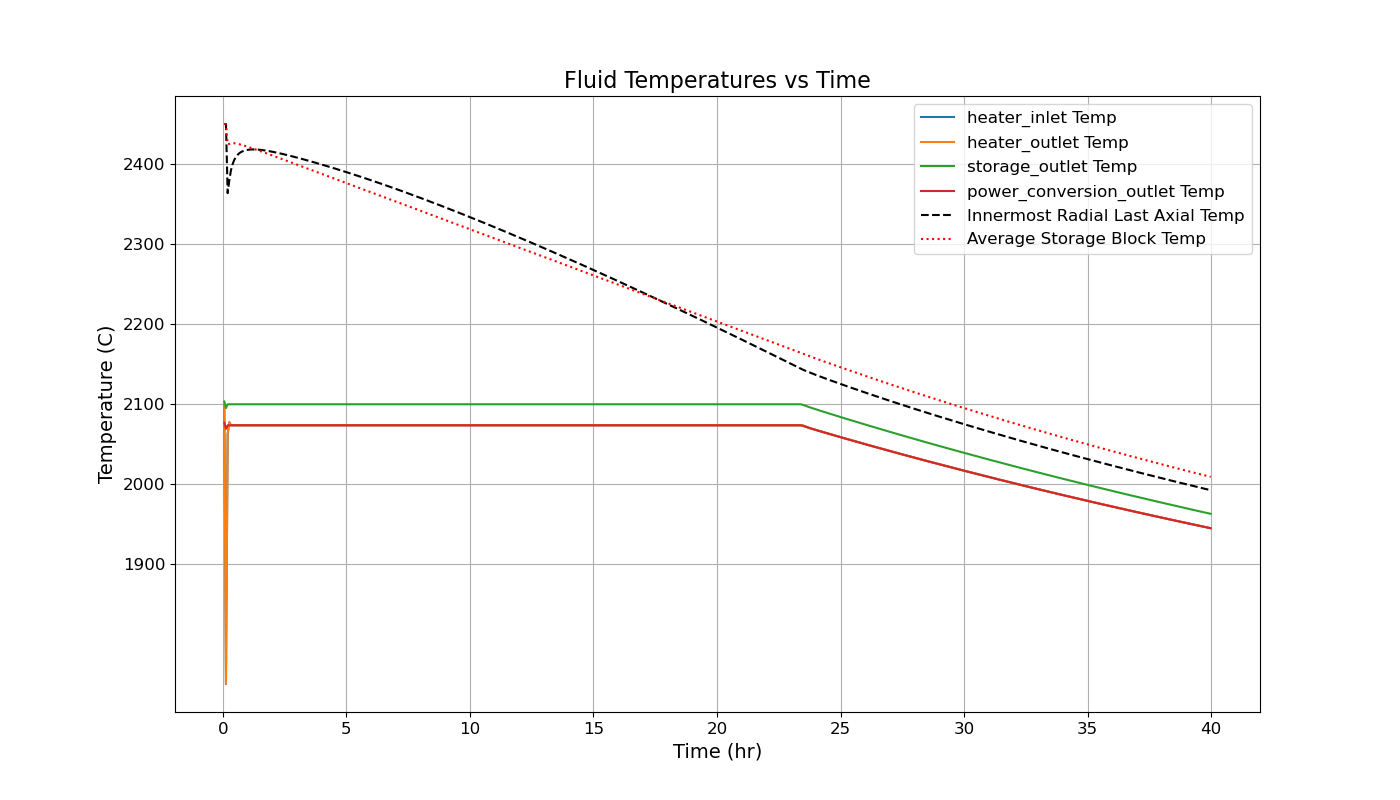 Fluid Temperatures vs Time
heater_inlet Temp
heater_outlet Temp
storage_outlet Temp
power_conversion_outlet Temp
Innermost Radial Last Axial Temp
Average Storage Block Temp
Temperature (C)
2400
2300
2200
2100
2000
1900
0 5 10 15 20 25 30 35 40
Time (hr)